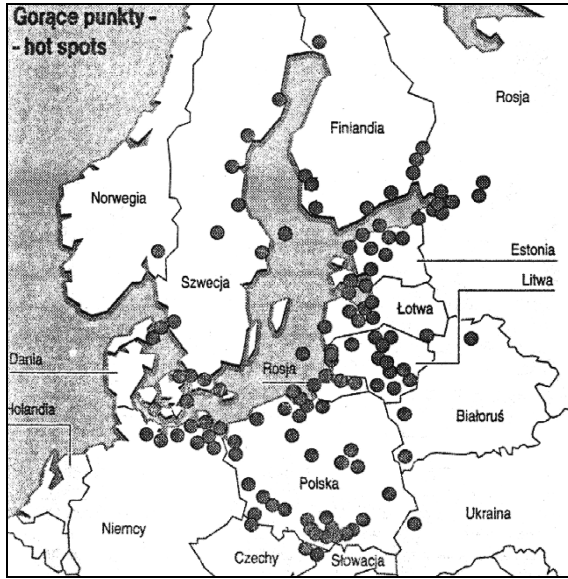 Gorące punkty -
- hot spots
Rosja
Finlandia
Norwegia
Estonia
Szwecja
Litwa
Łotwa
Dania
Rosja
Holandia
Białoruś
Polska
Niemcy
Ukraina
Czechy
Słowacja